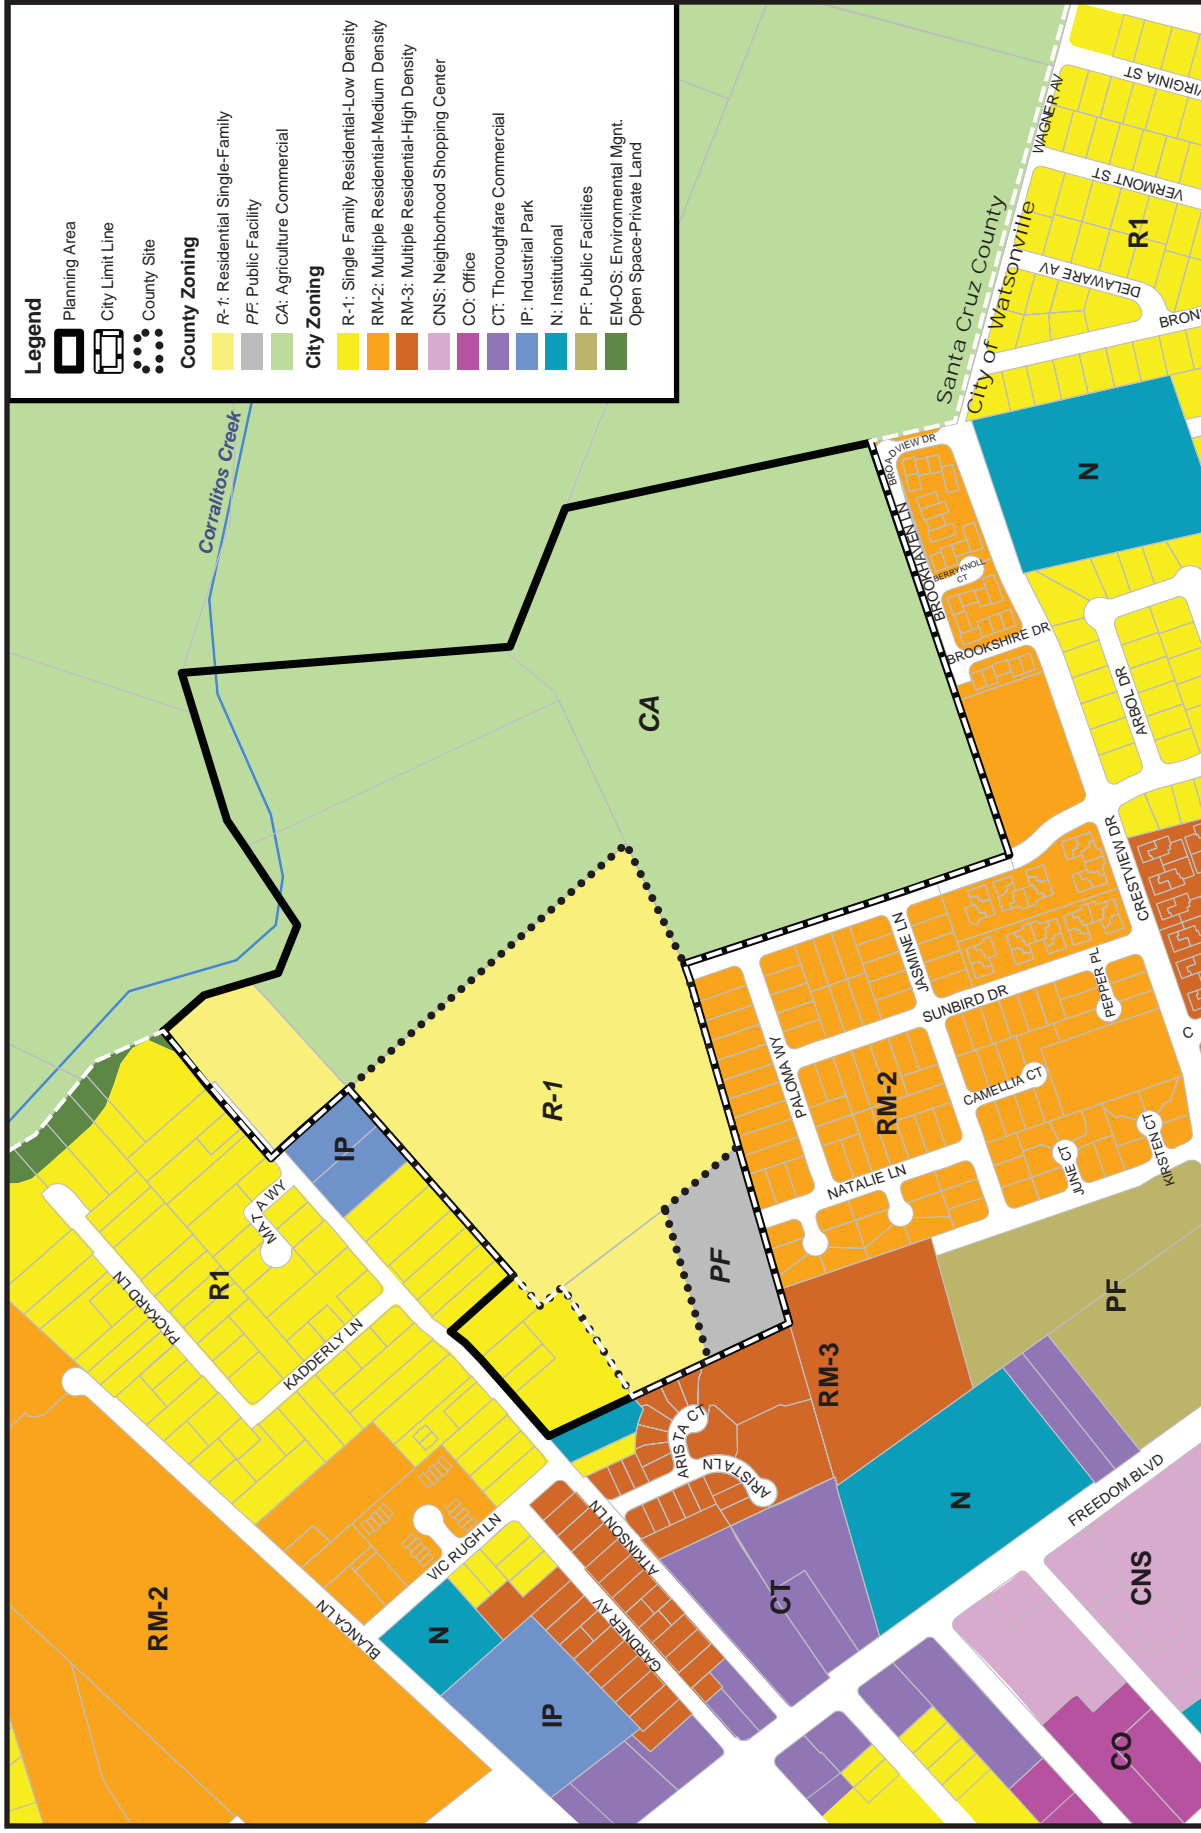 Legend
Planning Area
City Limit Line
County Site
County Zoning
R-1: Residential Single-Family
PF: Public Facility
CA: Agriculture Commercial
City Zoning
R-1: Single Family Residential-Low Density
RM-2: Multiple Residential-Medium Density
RM-3: Multiple Residential-High Density
CNS: Neighborhood Shopping Center
CO: Office
CT: Thoroughfare Commercial
IP: Industrial Park
N: Institutional
PF: Public Facilities
EM-OS: Environmental Mgnt.
Open Space-Private Land
Corralitos Creek
Santa Cruz County
City of Watsonville
WAGNER AV
VIRGINIA ST
VERMONT ST
R1
DELAWARE AV
BRON
N
BROADVIEW DR
BROOKHAVEN LN
BERRYKNOLL
CT
BROOKSHIRE DR
ARBOL DR
CA
CRESTVIEW DR
JASMINE LN
SUNBIRD DR
PEPPER PL
C
PALOMA WY
RM-2
CAMELLIA CT
NATALIE LN
JUNE CT
KIRSTEN CT
R-1
PF
IP
MATA WY
R1
PACKARD LN
KADDERLY LN
RM-3
PF
ARISTA CT
ARISTA LN
ATKINSON LN
VIC RUGH LN
GARDNER AV
BLANCA LN
RM-2
N
IP
CT
N
FREEDOM BLVD
CNS
CO